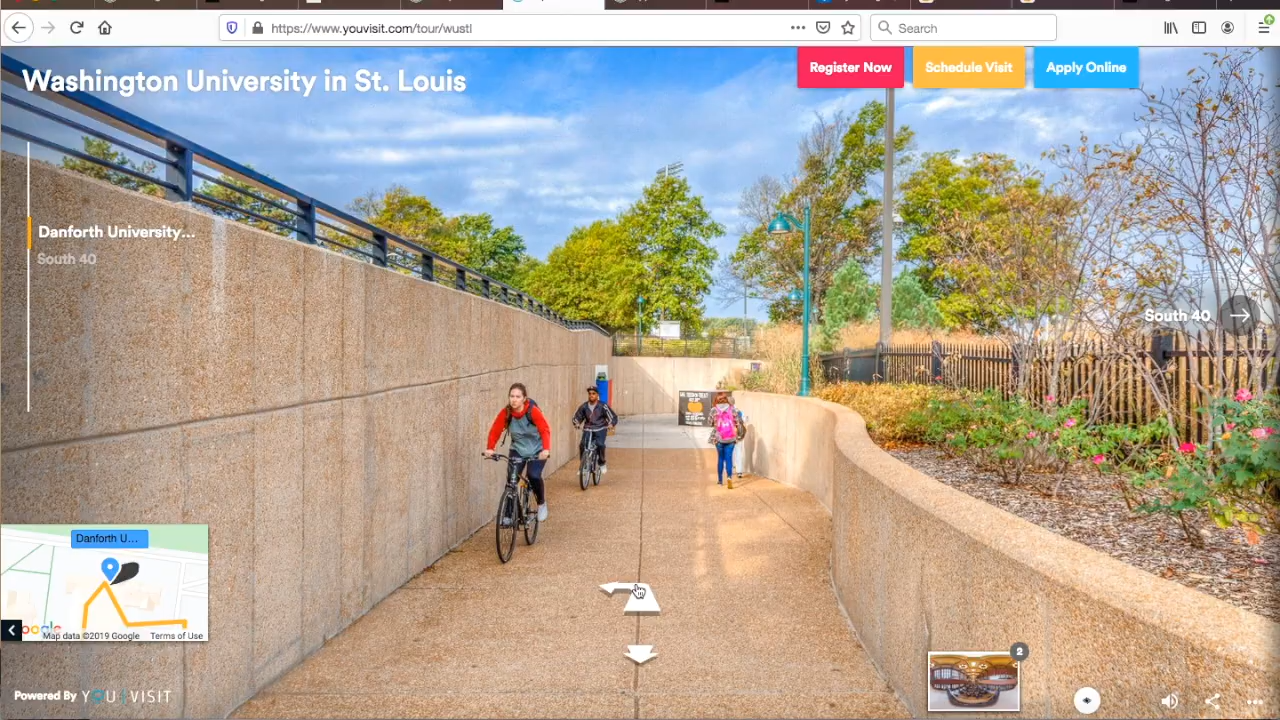 https://www.youvisit.com/tour/wustl
Search
Washington University in St. Louis
Register Now
Schedule Visit
Apply Online
Danforth University...
South 40
South 40
Danforth U...
Map data ©2019 Google
Terms of Use
Powered By YOUVISIT
2